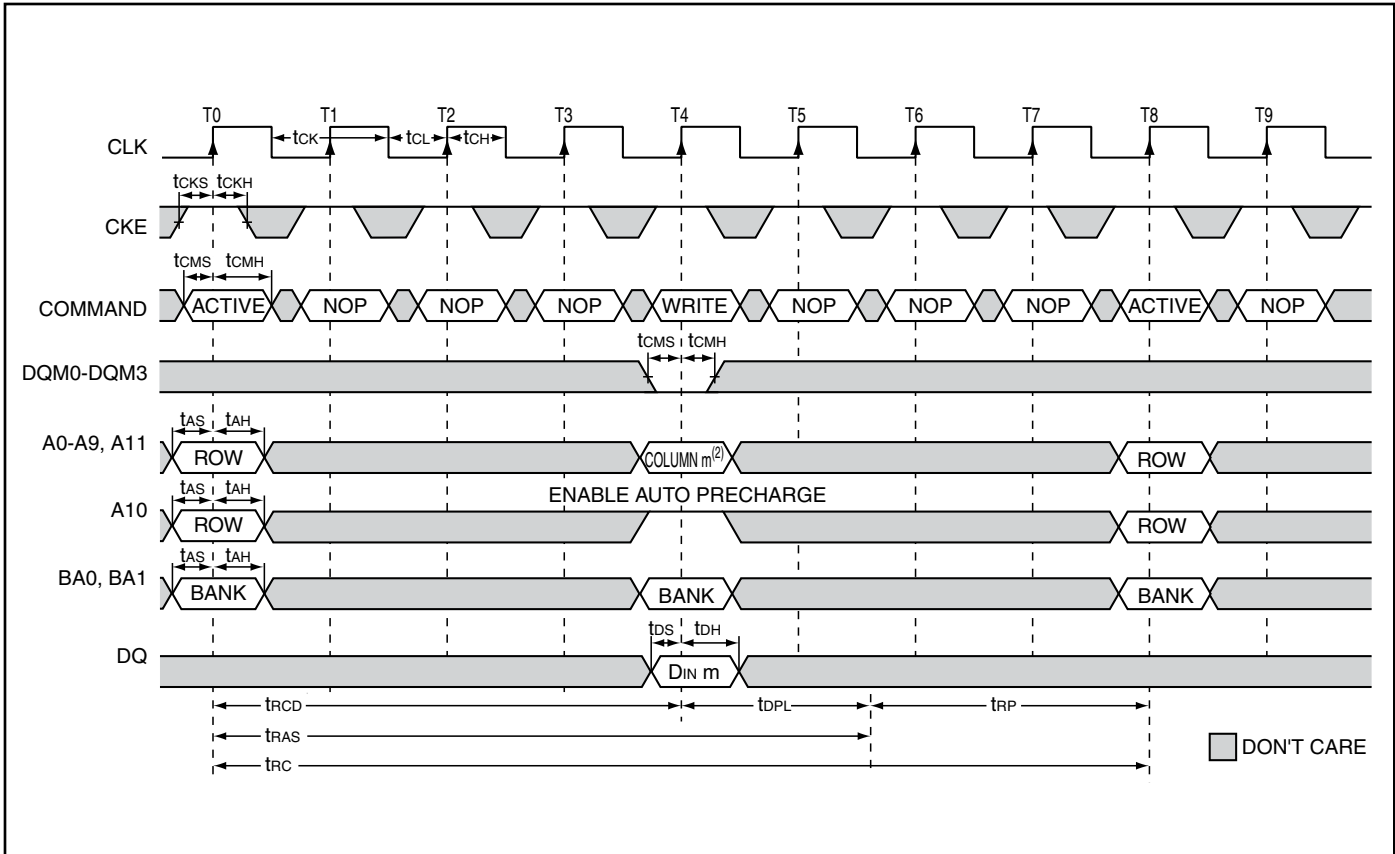 T0 T1 T2 T3 T4 T5 T6 T7 T8 T9
tCK tCL tCH
CLK
tCKS tCKH
CKE
tCMS tCMH
COMMAND ACTIVE NOP NOP NOP WRITE NOP NOP NOP ACTIVE NOP
tCMS tCMH
DQM0-DQM3
tAS tAH
A0-A9, A11 ROW COLUMN m(2) ROW
tAS tAH ENABLE AUTO PRECHARGE
A10 ROW ROW
tAS tAH
BA0, BA1 BANK BANK BANK
tDS tDH
DQ DIN m
tRCD tDPL tRP
tRAS
DON'T CARE
tRC